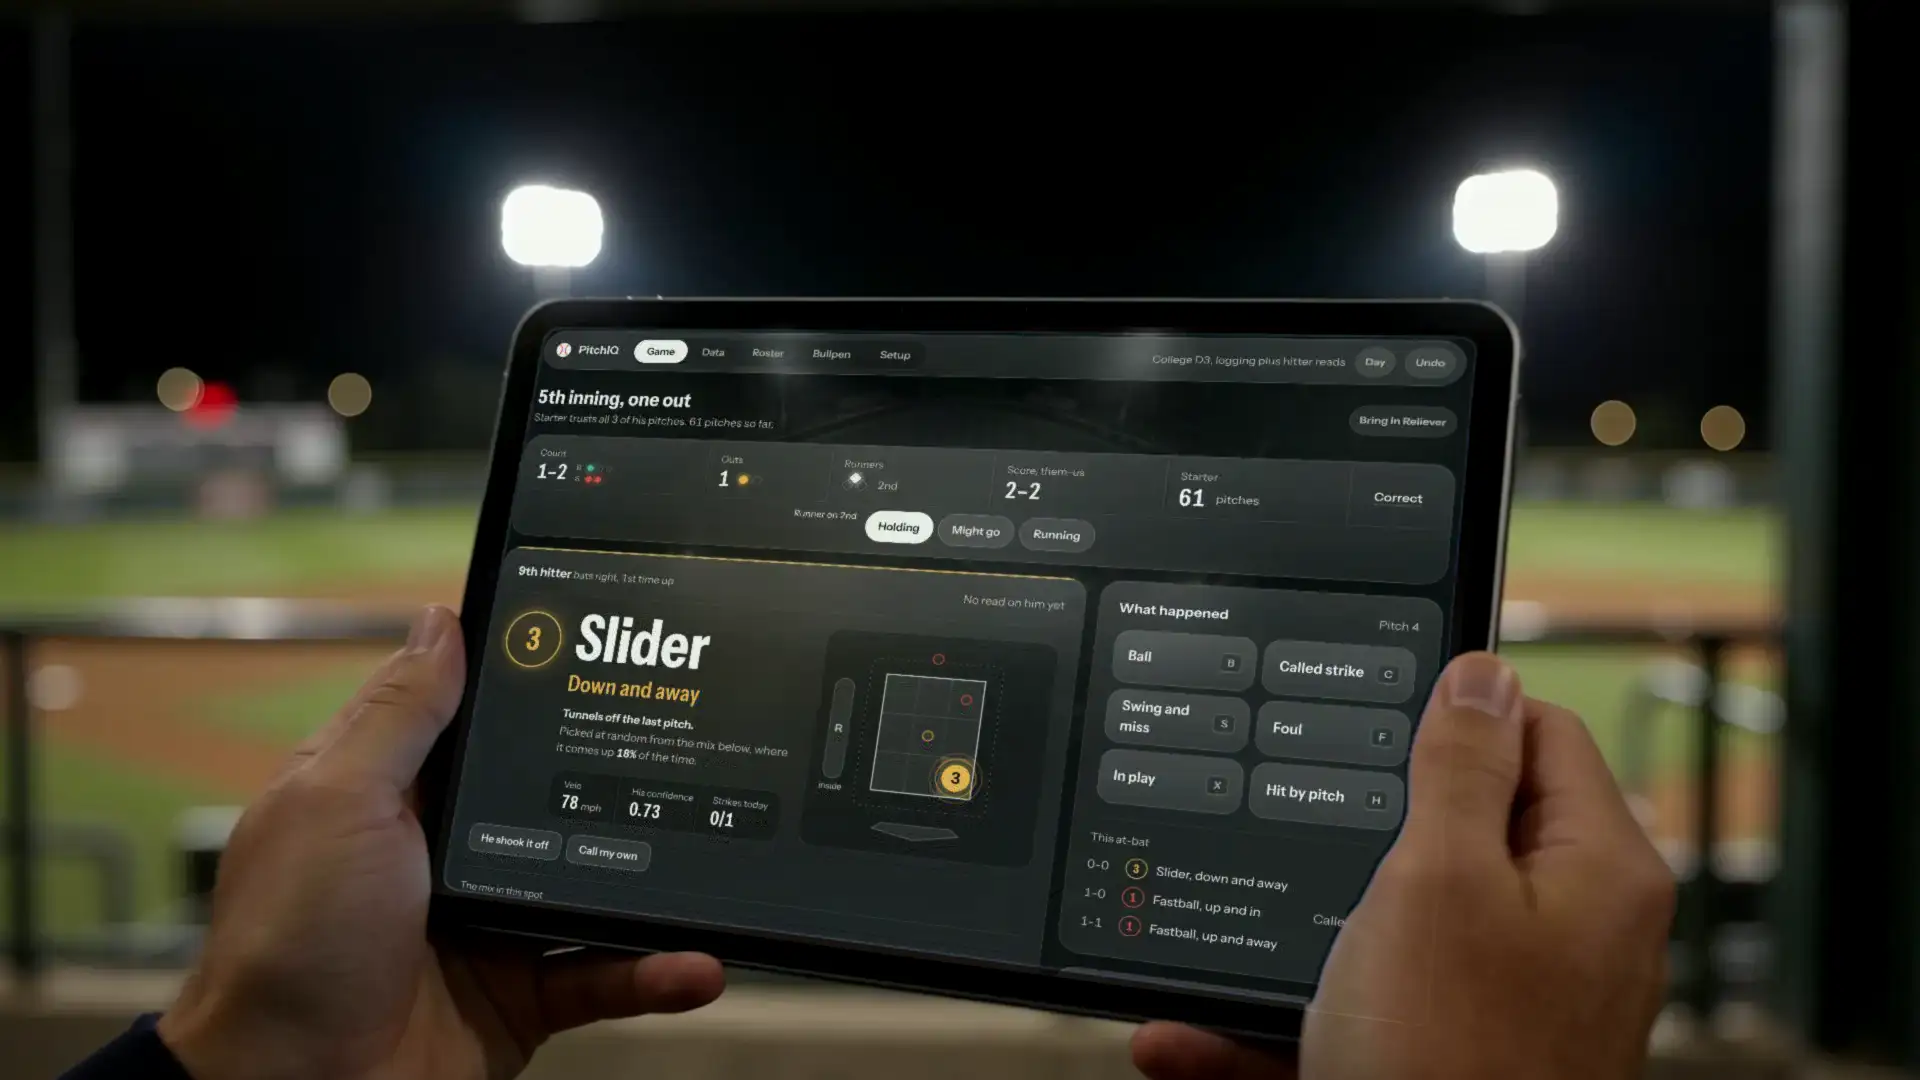 PitchIQ Game Data Roster Bullpen Setup College D3, logging plus hitter reads Day Undo
5th inning, one out
Starter trusts all 3 of his pitches. 61 pitches so far.
Bring In Reliever
Count
1-2
B
S
Outs
1
Runners
2nd
Score, them-us
2-2
Starter
61 pitches
Correct
Runner on 2nd Holding Might go Running
9th hitter bats right, 1st time up
No read on him yet
3 Slider
Down and away
Tunnels off the last pitch.
Picked at random from the mix below, where
it comes up 18% of the time.
Velo
78 mph
His confidence
0.73
Strikes today
0/1
He shook it off Call my own
The mix in this spot
R
Inside
3
What happened
Pitch 4
Ball B
Called strike C
Swing and
miss S
Foul F
In play X
Hit by pitch H
This at-bat
0-0 3 Slider, down and away
1-0 1 Fastball, up and in
Calle
1-1 1 Fastball, up and away